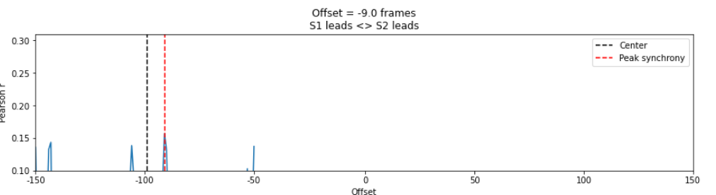 Offset = -9.0 frames
S1 leads <> S2 leads
0.30
0.25
0.20
0.15
0.10
Pearson r
Center
Peak synchrony
-150
-100
-50
0
50
100
150
Offset